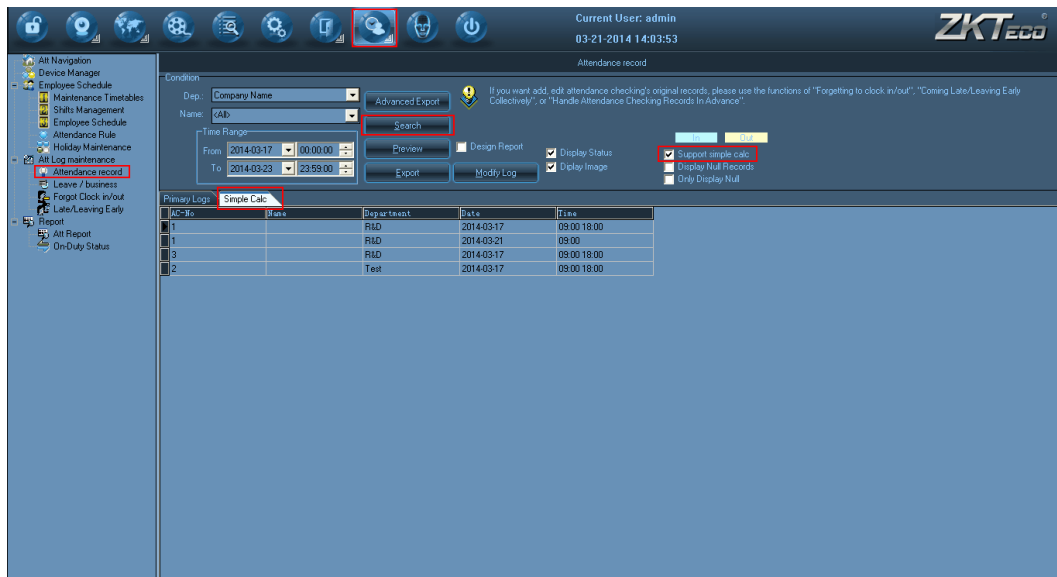 Current User: admin
03-21-2014 14:03:53
ZKTECO
Att Navigation
Device Manager
Employee Schedule
Maintenance Timetables
Shifts Management
Employee Schedule
Attendance Rule
Holiday Maintenance
Att Log maintenance
Attendance record
Leave / business
Forgot Clock in/out
Late/Leaving Early
Report
Att Report
On-Duty Status
Attendance record
Condition
Dep.: Company Name
Name: <All>
Time Range
From 2014-03-17 00:00:00
To 2014-03-23 23:59:00
Advanced Export
Search
Preview
Export
Design Report
Modify Log
If you want add, edit attendance checking's original records, please use the functions of "Forgetting to clock in/out", "Coming Late/Leaving Early
Collectively", or "Handle Attendance Checking Records In Advance".
Display Status
Diplay Image
In Out
Support simple calc
Display Null Records
Only Display Null
Primary Logs Simple Calc
AC-No Name Department Date Time
1 R&D 2014-03-17 09:00 18:00
1 R&D 2014-03-21 09:00
3 R&D 2014-03-17 09:00 18:00
2 Test 2014-03-17 09:00 18:00